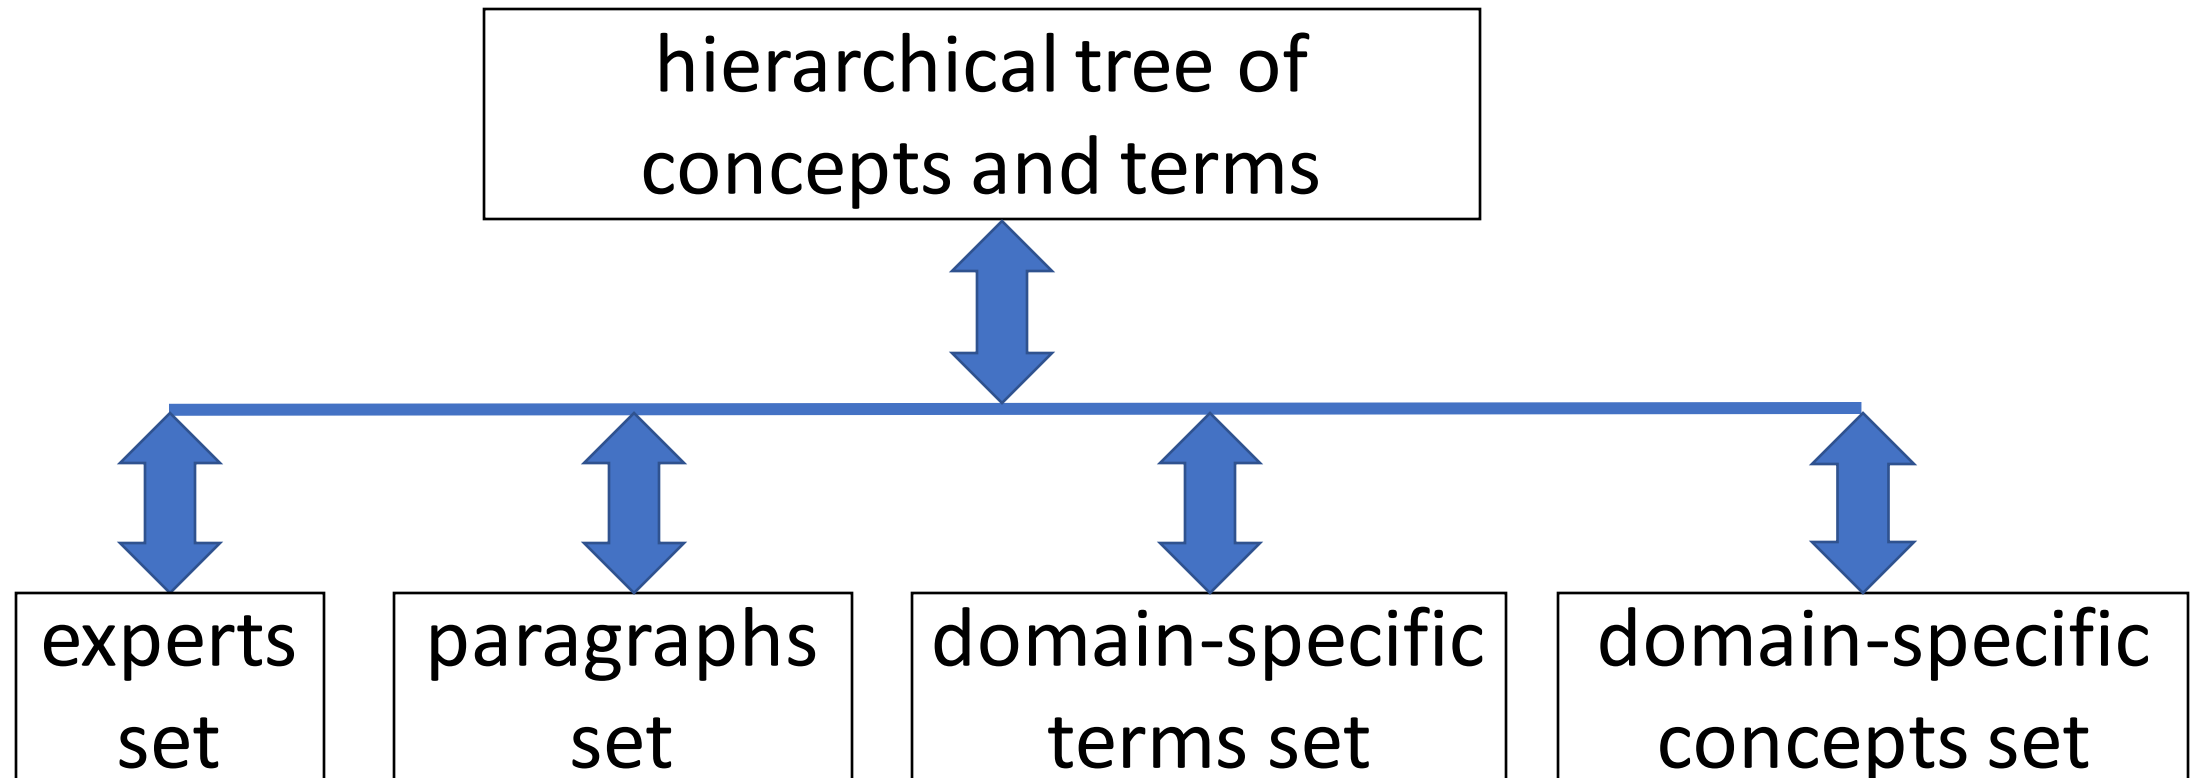 hierarchical tree of
concepts and terms
experts
set
paragraphs
set
domain-specific
terms set
domain-specific
concepts set